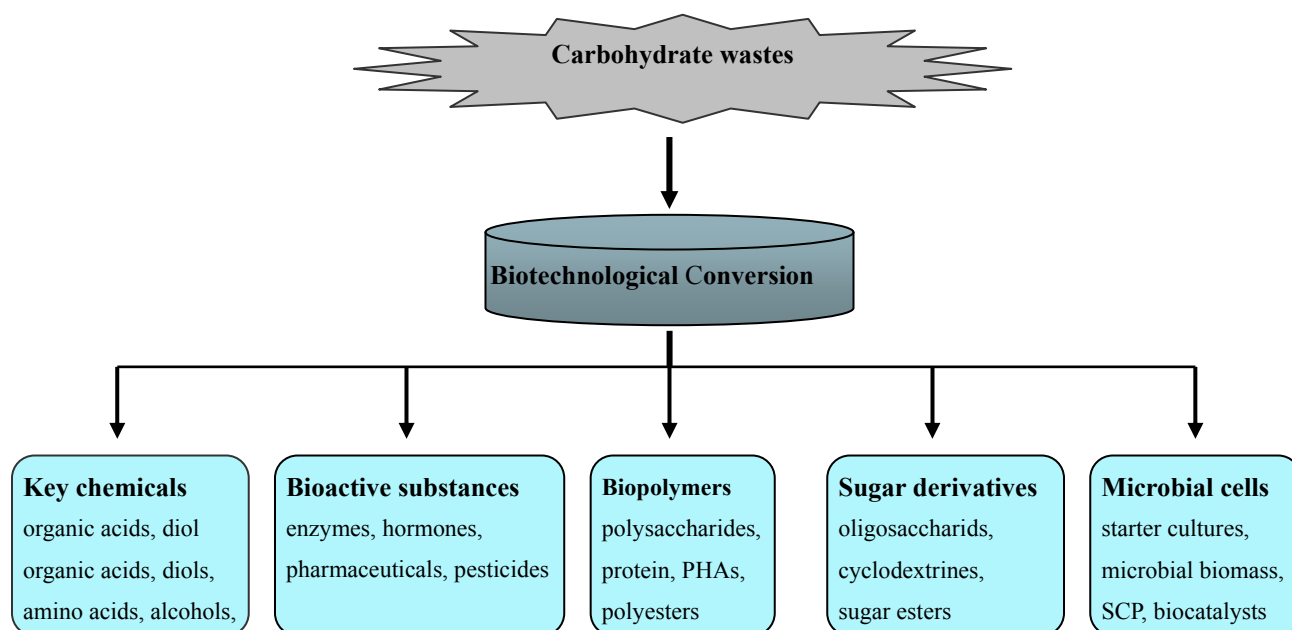 Carbohydrate wastes
Biotechnological Conversion
Key chemicals
organic acids, diol
organic acids, diols,
amino acids, alcohols,
Bioactive substances
enzymes, hormones,
pharmaceuticals, pesticides
Biopolymers
polysaccharides,
protein, PHAs,
polyesters
Sugar derivatives
oligosaccharids,
cyclodextrines,
sugar esters
Microbial cells
starter cultures,
microbial biomass,
SCP, biocatalysts